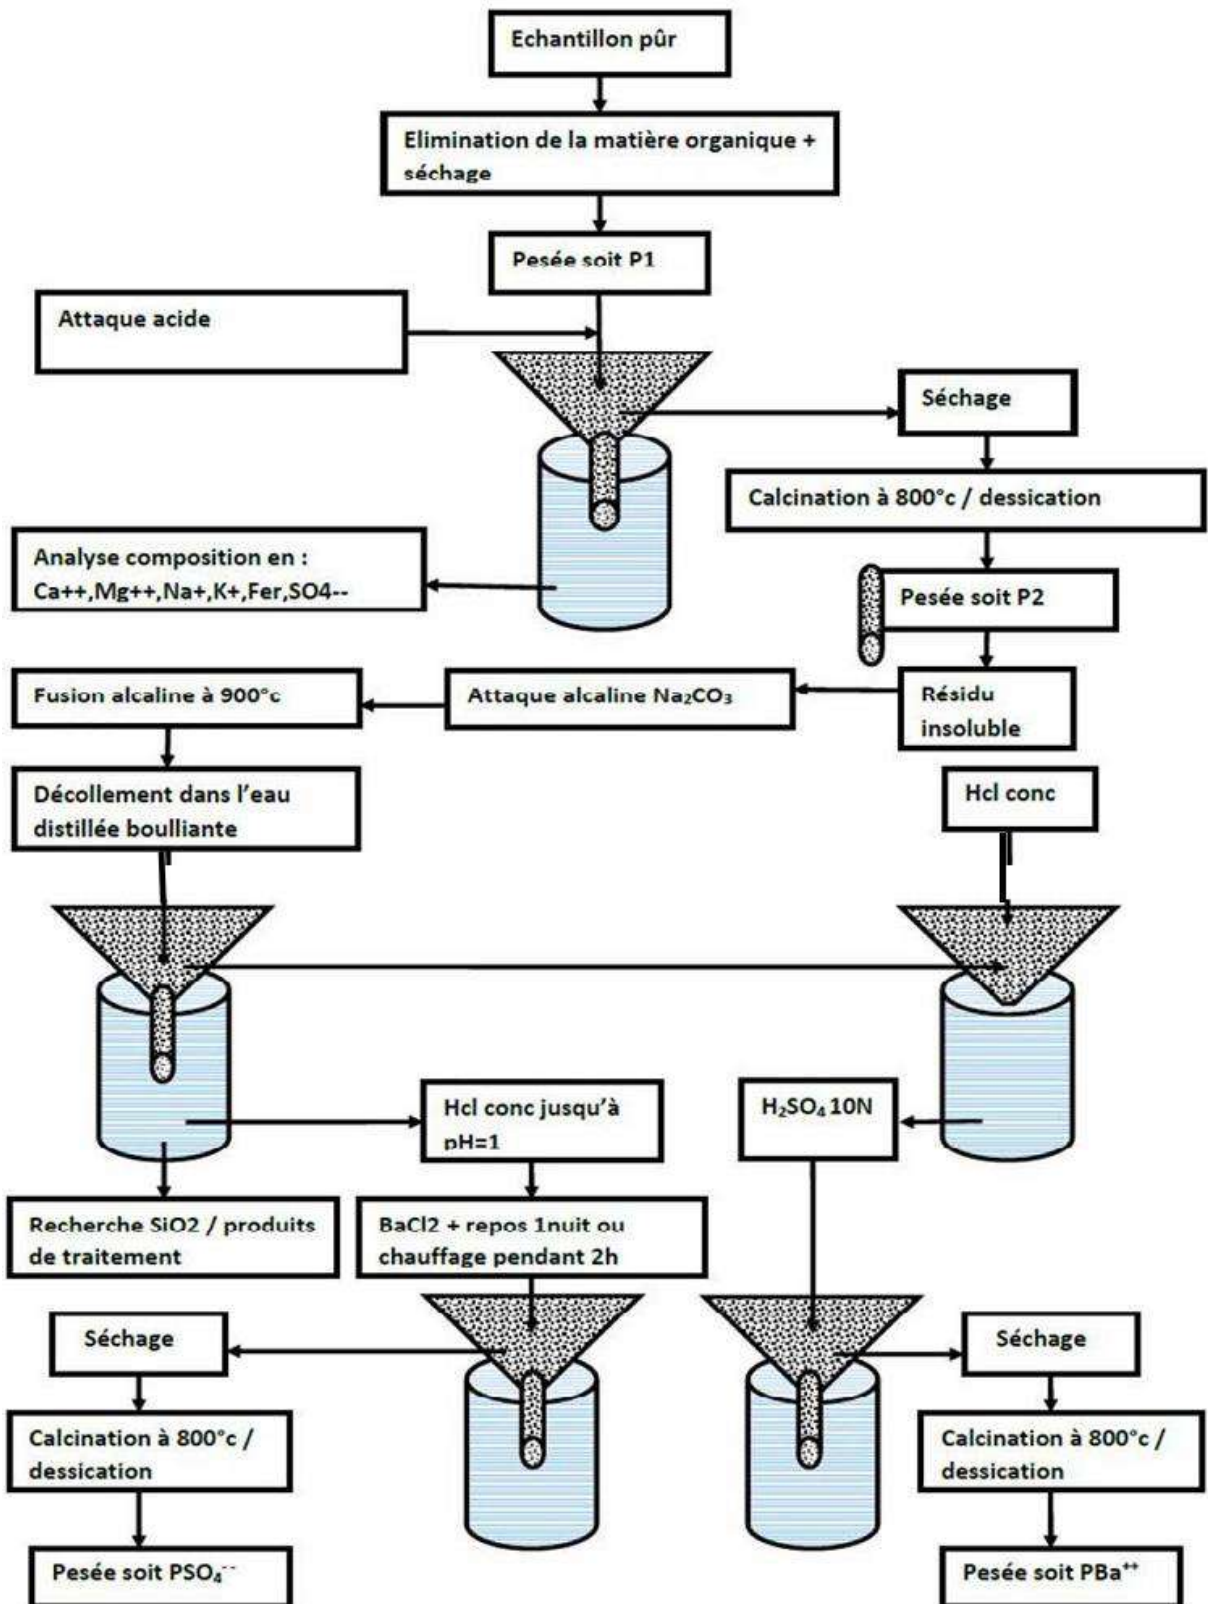 Echantillon pûr
Elimination de la matière organique +
séchage
Pesée soit P1
Attaque acide
Séchage
Calcination à 800°c / dessication
Analyse composition en :
Ca++,Mg++,Na+,K+,Fer,SO4--
Pesée soit P2
Fusion alcaline à 900°c
Attaque alcaline Na₂CO₃
Résidu
insoluble
Décollement dans l'eau
distillée boulliante
Hcl conc
Hcl conc jusqu'à
pH=1
H₂SO₄ 10N
Recherche SiO2 / produits
de traitement
BaCl2 + repos 1nuit ou
chauffage pendant 2h
Séchage
Séchage
Calcination à 800°c /
dessication
Calcination à 800°c /
dessication
Pesée soit PSO₄⁻⁻
Pesée soit PBa⁺⁺